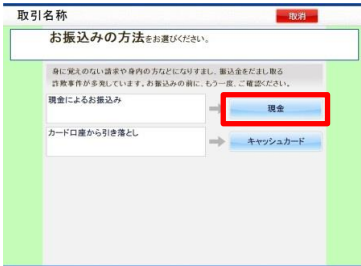 取引名称
取消
お振込みの方法をお選びください。
身に覚えのない請求や身内の方などになりすまし、振込金をだまし取る
詐欺事件が多発しています。お振込みの前に、もう一度、ご確認ください。
現金によるお振込み
現金
カード口座から引き落とし
キャッシュカード